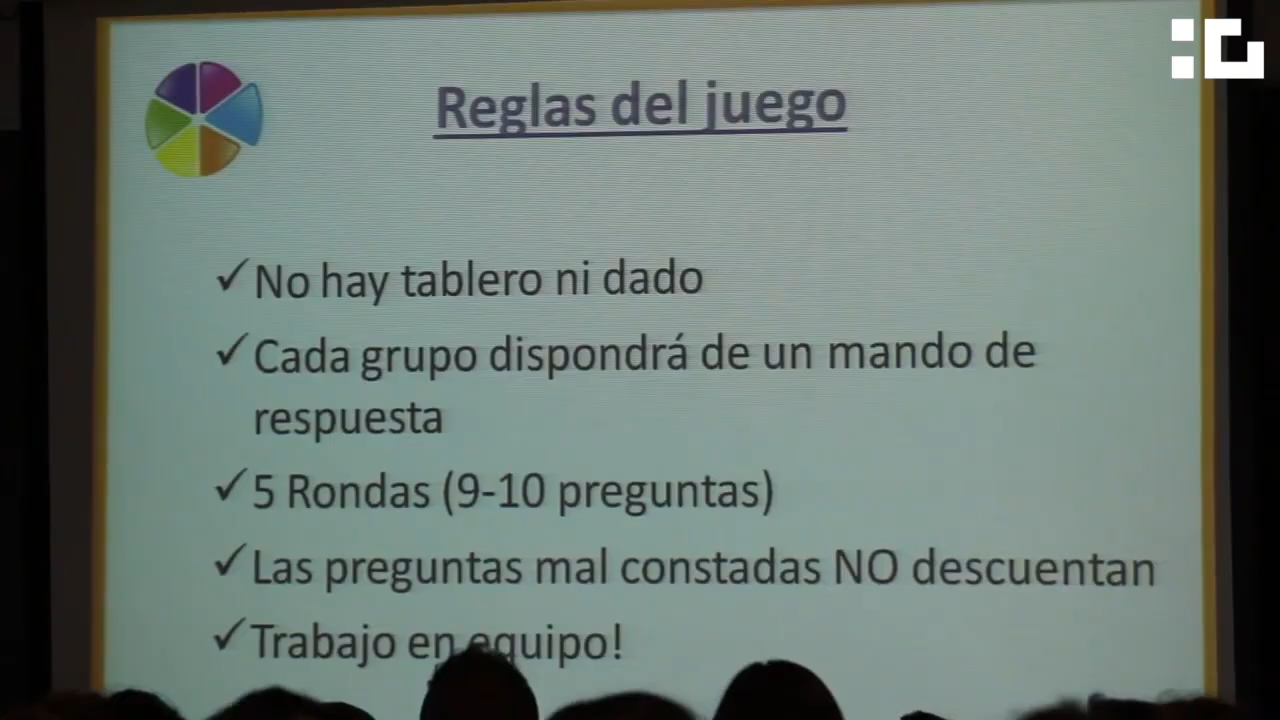 Reglas del juego
✓ No hay tablero ni dado
✓ Cada grupo dispondrá de un mando de
respuesta
✓ 5 Rondas (9-10 preguntas)
✓ Las preguntas mal constadas NO descuentan
✓ Trabajo en equipo!